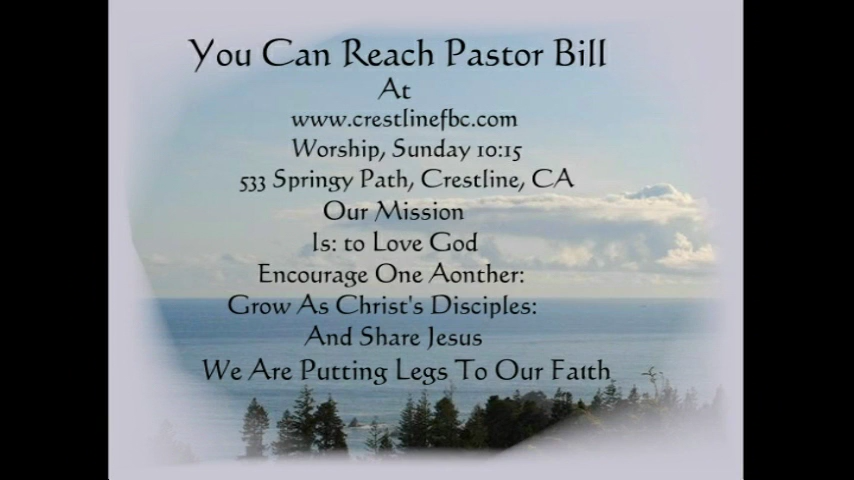 You Can Reach Pastor Bill
At
www.crestlinefbc.com
Worship, Sunday 10:15
533 Springy Path, Crestline, CA
Our Mission
Is: to Love God
Encourage One Aonther:
Grow As Christ's Disciples:
And Share Jesus
We Are Putting Legs To Our Faith